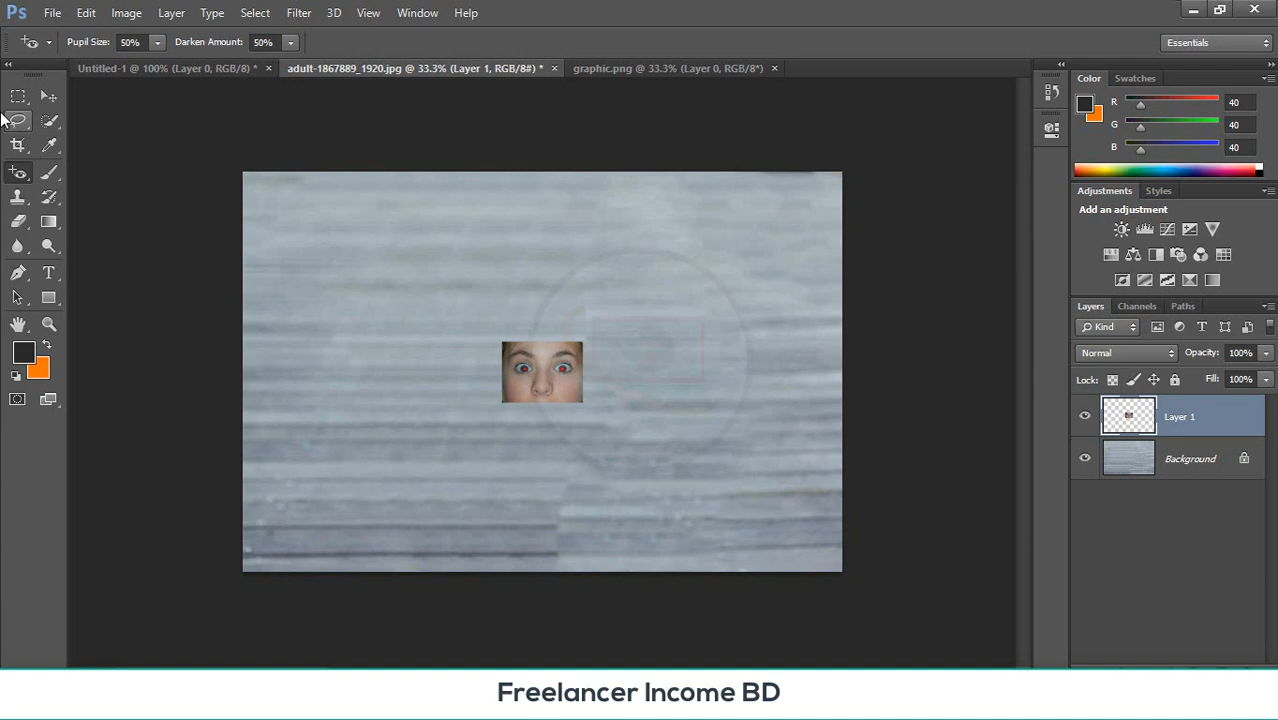 Ps File Edit Image Layer Type Select Filter 3D View Window Help
Pupil Size: 50% Darken Amount: 50% Essentials
Untitled-1 @ 100% (Layer 0, RGB/8) * × adult-1867889_1920.jpg @ 33.3% (Layer 1, RGB/8#) * × graphic.png @ 33.3% (Layer 0, RGB/8*) ×
Color Swatches
R 40
G 40
B 40
Adjustments Styles
Add an adjustment
Layers Channels Paths
Kind
Normal Opacity: 100%
Lock: Fill: 100%
Layer 1
Background
Freelancer Income BD